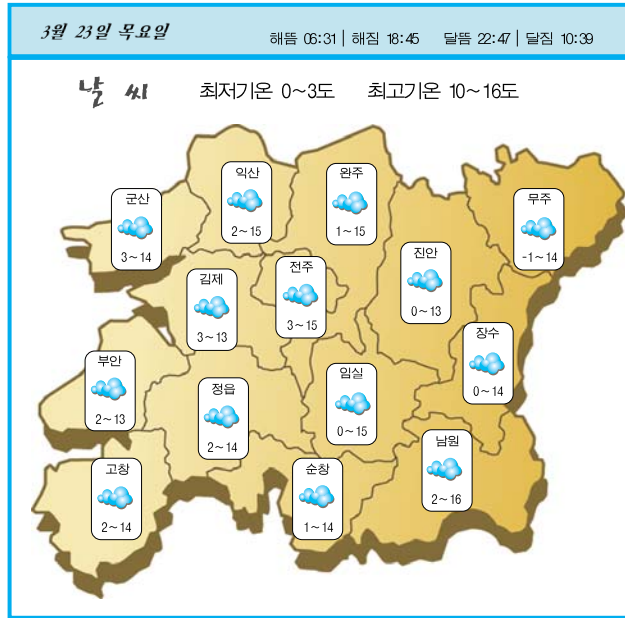 3월 23일 목요일
해뜸 06:31 | 해짐 18:45 달뜸 22:47 | 달짐 10:39
날 씨 최저기온 0~3도 최고기온 10~16도
익산
2~15
완주
1~15
군산
3~14
무주
-1~14
진안
0~13
전주
3~15
김제
3~13
장수
0~14
부안
2~13
임실
0~15
정읍
2~14
남원
2~16
고창
2~14
순창
1~14